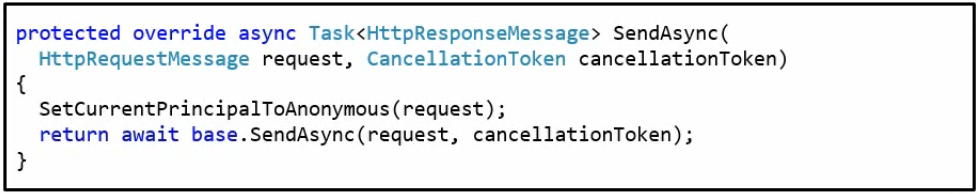 protected override async Task<HttpResponseMessage> SendAsync(
HttpRequestMessage request, CancellationToken cancellationToken)
{
SetCurrentPrincipalToAnonymous(request);
return await base.SendAsync(request, cancellationToken);
}